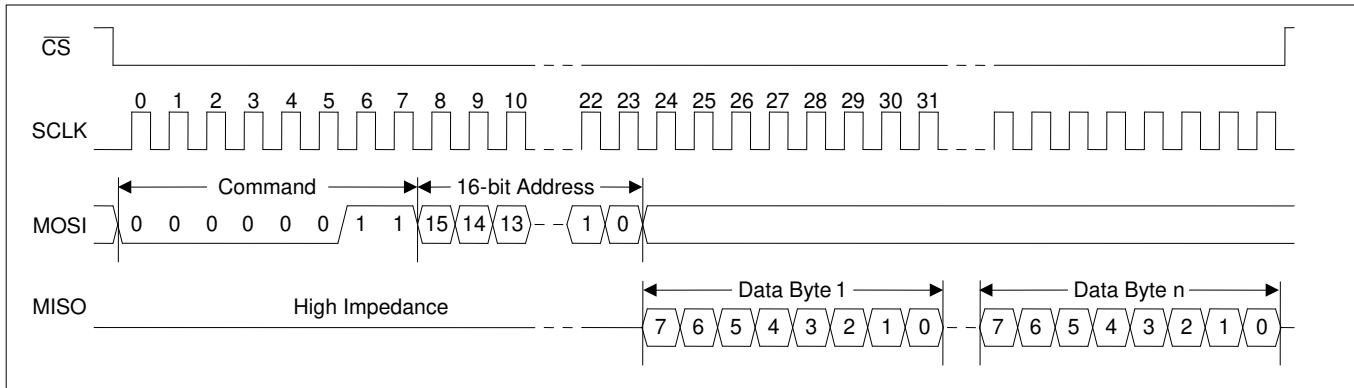 CS
0 1 2 3 4 5 6 7 8 9 10 22 23 24 25 26 27 28 29 30 31
SCLK
Command 16-bit Address
MOSI 0 0 0 0 0 0 1 1 15 14 13 1 0
Data Byte 1 Data Byte n
MISO High Impedance
7 6 5 4 3 2 1 0 7 6 5 4 3 2 1 0